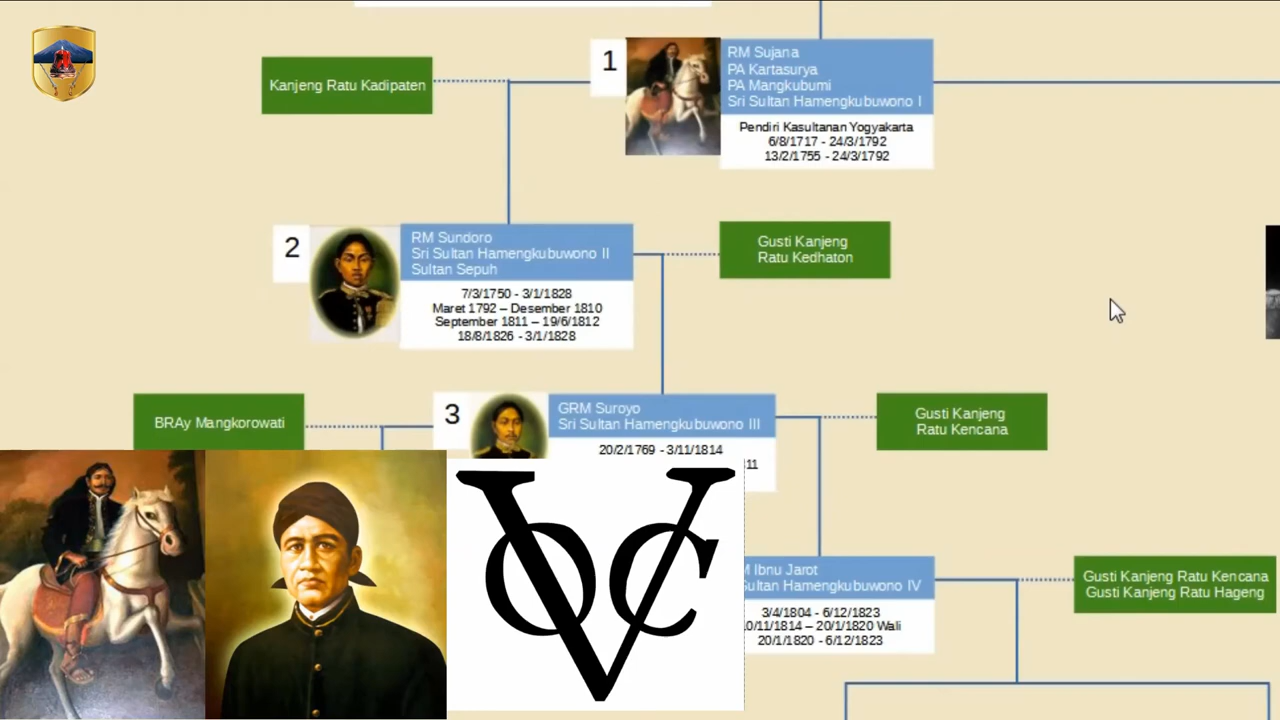 Kanjeng Ratu Kadipaten
1
RM Sujana
PA Kartasurya
PA Mangkubumi
Sri Sultan Hamengkubuwono I
Pendiri Kasultanan Yogyakarta
6/8/1717 - 24/3/1792
13/2/1755 - 24/3/1792
2
RM Sundoro
Sri Sultan Hamengkubuwono II
Sultan Sepuh
7/3/1750 - 3/1/1828
Maret 1792 – Desember 1810
September 1811 – 19/6/1812
18/8/1826 - 3/1/1828
Gusti Kanjeng
Ratu Kedhaton
BRAy Mangkorowati
3
GRM Suroyo
Sri Sultan Hamengkubuwono III
20/2/1769 - 3/11/1814
11
Gusti Kanjeng
Ratu Kencana
VOC
M Ibnu Jarot
Sultan Hamengkubuwono IV
3/4/1804 - 6/12/1823
0/11/1814 – 20/1/1820 Wali
20/1/1820 - 6/12/1823
Gusti Kanjeng Ratu Kencana
Gusti Kanjeng Ratu Hageng